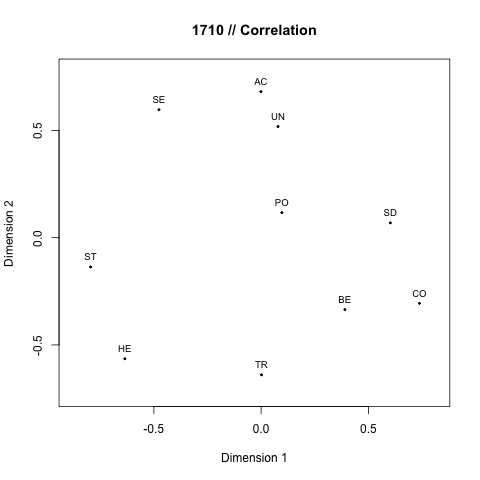 1710 // Correlation
AC
SE
UN
PO
SD
ST
CO
BE
HE
TR
0.5
0.0
-0.5
Dimension 2
-0.5
0.0
0.5
Dimension 1